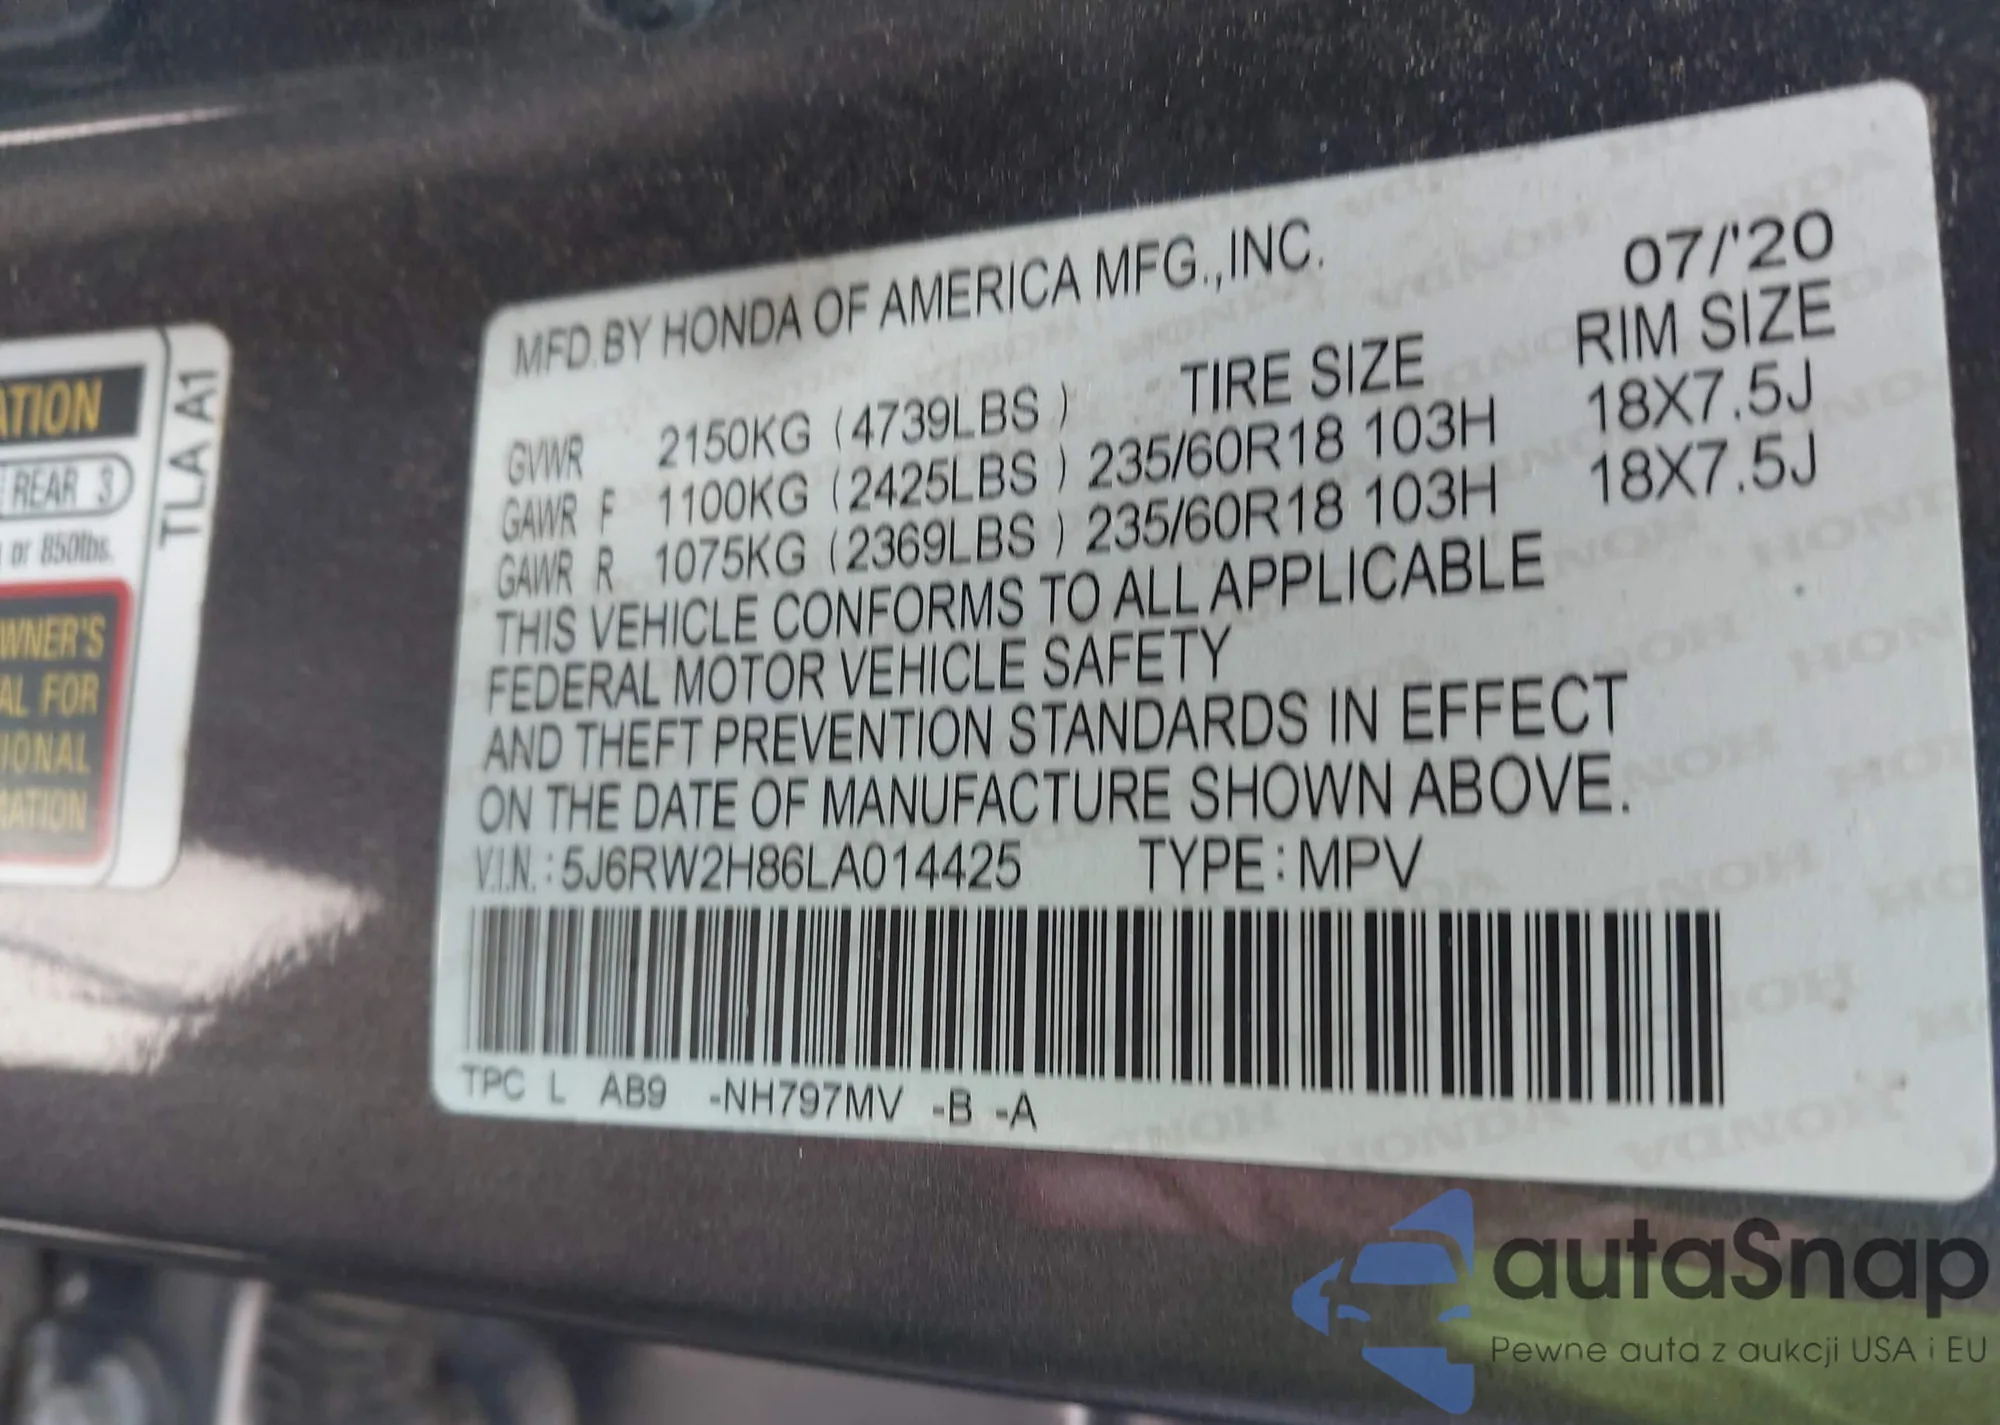 ATION
REAR 3
or 850lbs.
WNER'S
AL FOR
IONAL
MATION
TLA A1
MFD.BY HONDA OF AMERICA MFG.,INC. 07/'20
TIRE SIZE RIM SIZE
GVWR 2150KG (4739LBS )
GAWR F 1100KG (2425LBS ) 235/60R18 103H 18X7.5J
GAWR R 1075KG (2369LBS ) 235/60R18 103H 18X7.5J
THIS VEHICLE CONFORMS TO ALL APPLICABLE
FEDERAL MOTOR VEHICLE SAFETY
AND THEFT PREVENTION STANDARDS IN EFFECT
ON THE DATE OF MANUFACTURE SHOWN ABOVE.
V.I.N.:5J6RW2H86LA014425 TYPE:MPV
TPC L AB9 -NH797MV -B -A
autaSnap
Pewne auta z aukcji USA i EU